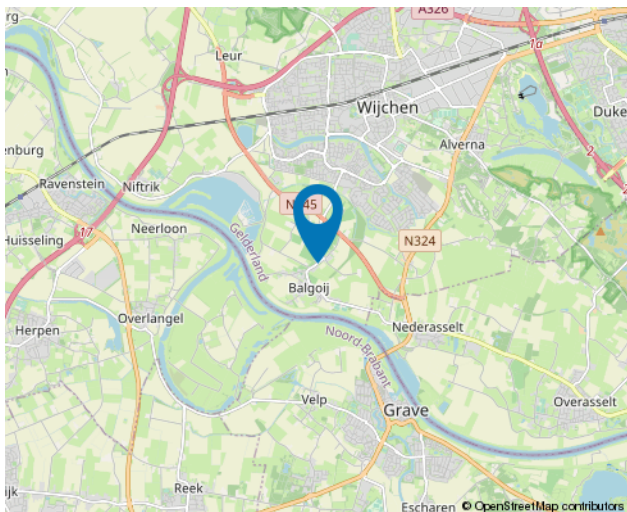 rg
A326
Leur
1a
Wijchen
Duke
Alverna
enburg
2
Ravenstein
Niftrik
N845
17
Neerloon
Huisseling
Gelderland
N324
Balgoij
Overlangel
Herpen
Nederasselt
Noord-Brabant
Velp
Overasselt
Grave
Reek
ijk
Escharen
© OpenStreetMap contributors